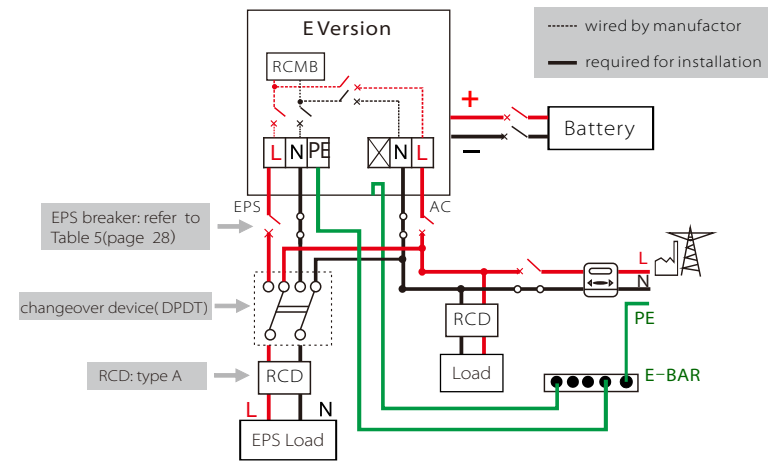 E Version
wired by manufactor
required for installation
RCMB
+
−
Battery
L N PE
N L
EPS
AC
EPS breaker: refer to
Table 5(page 28)
L
N
changeover device( DPDT)
RCD
PE
RCD: type A
RCD
Load
E-BAR
L
N
EPS Load